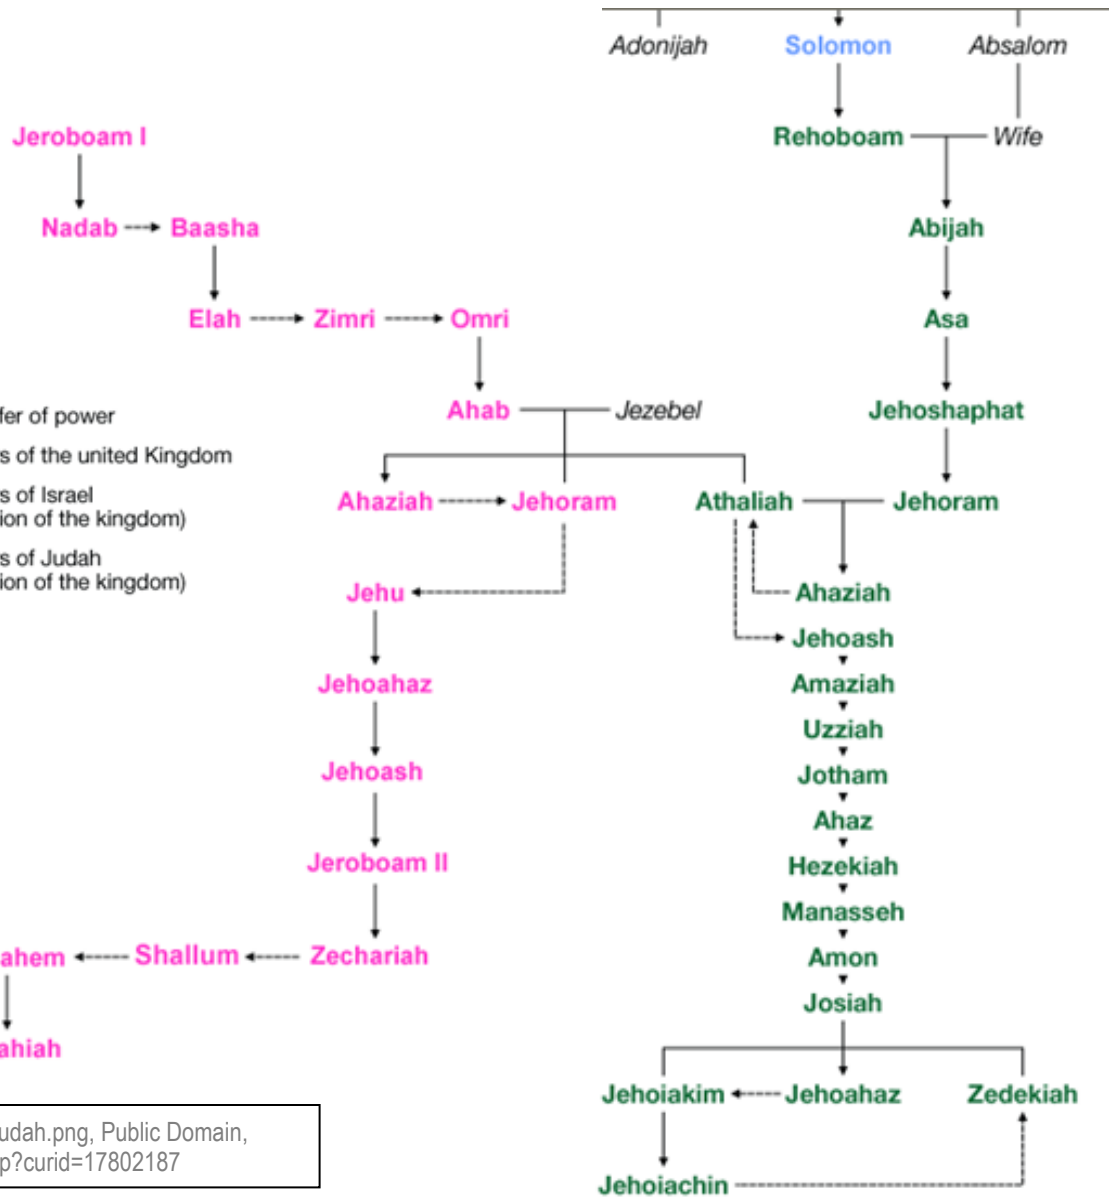 Adonijah Solomon Absalom
Jeroboam I Rehoboam Wife
Nadab Baasha Abijah
Elah Zimri Omri Asa
Ahab Jezebel Jehoshaphat
fer of power
s of the united Kingdom
s of Israel
ion of the kingdom)
s of Judah
ion of the kingdom)
Ahaziah Jehoram Athaliah Jehoram
Jehu Ahaziah
Jehoash
Jehoahaz Amaziah
Uzziah
Jehoash Jotham
Ahaz
Jeroboam II Hezekiah
Manasseh
ahem Shallum Zechariah Amon
Josiah
ahiah
Jehoiakim Jehoahaz Zedekiah
udah.png, Public Domain,
p?curid=17802187
Jehoiachin